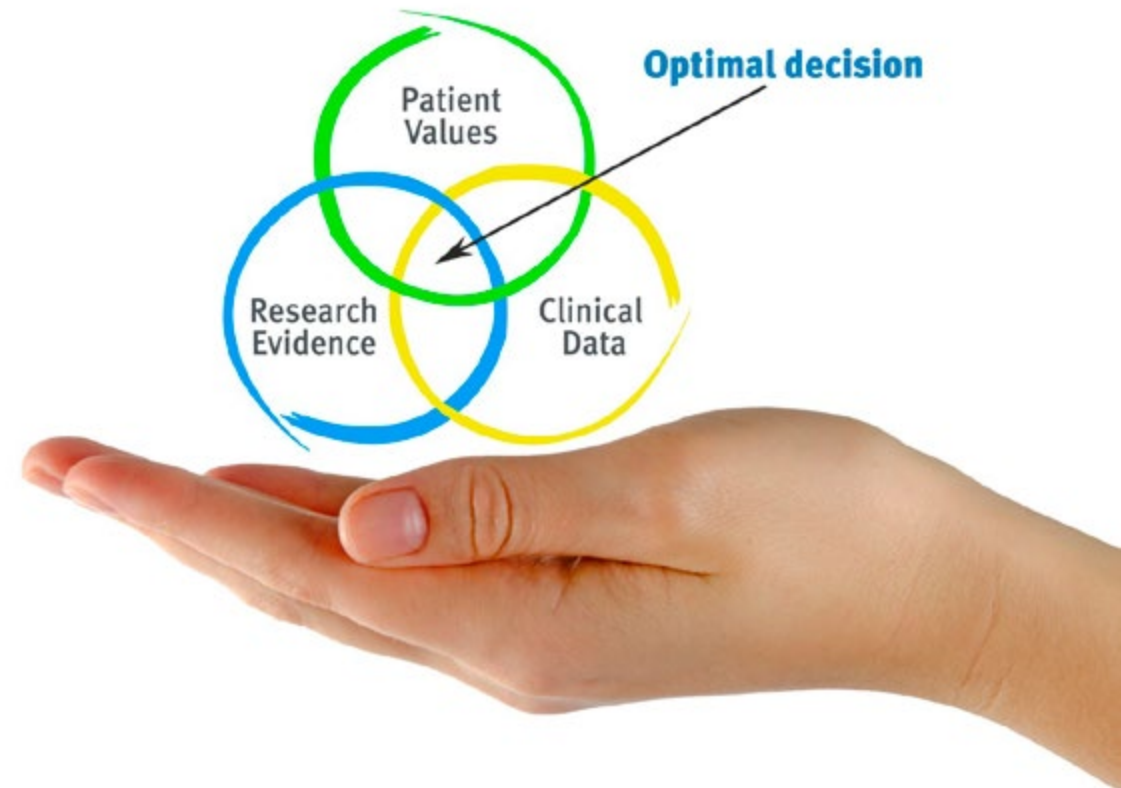 Optimal decision
Patient
Values
Research
Evidence
Clinical
Data